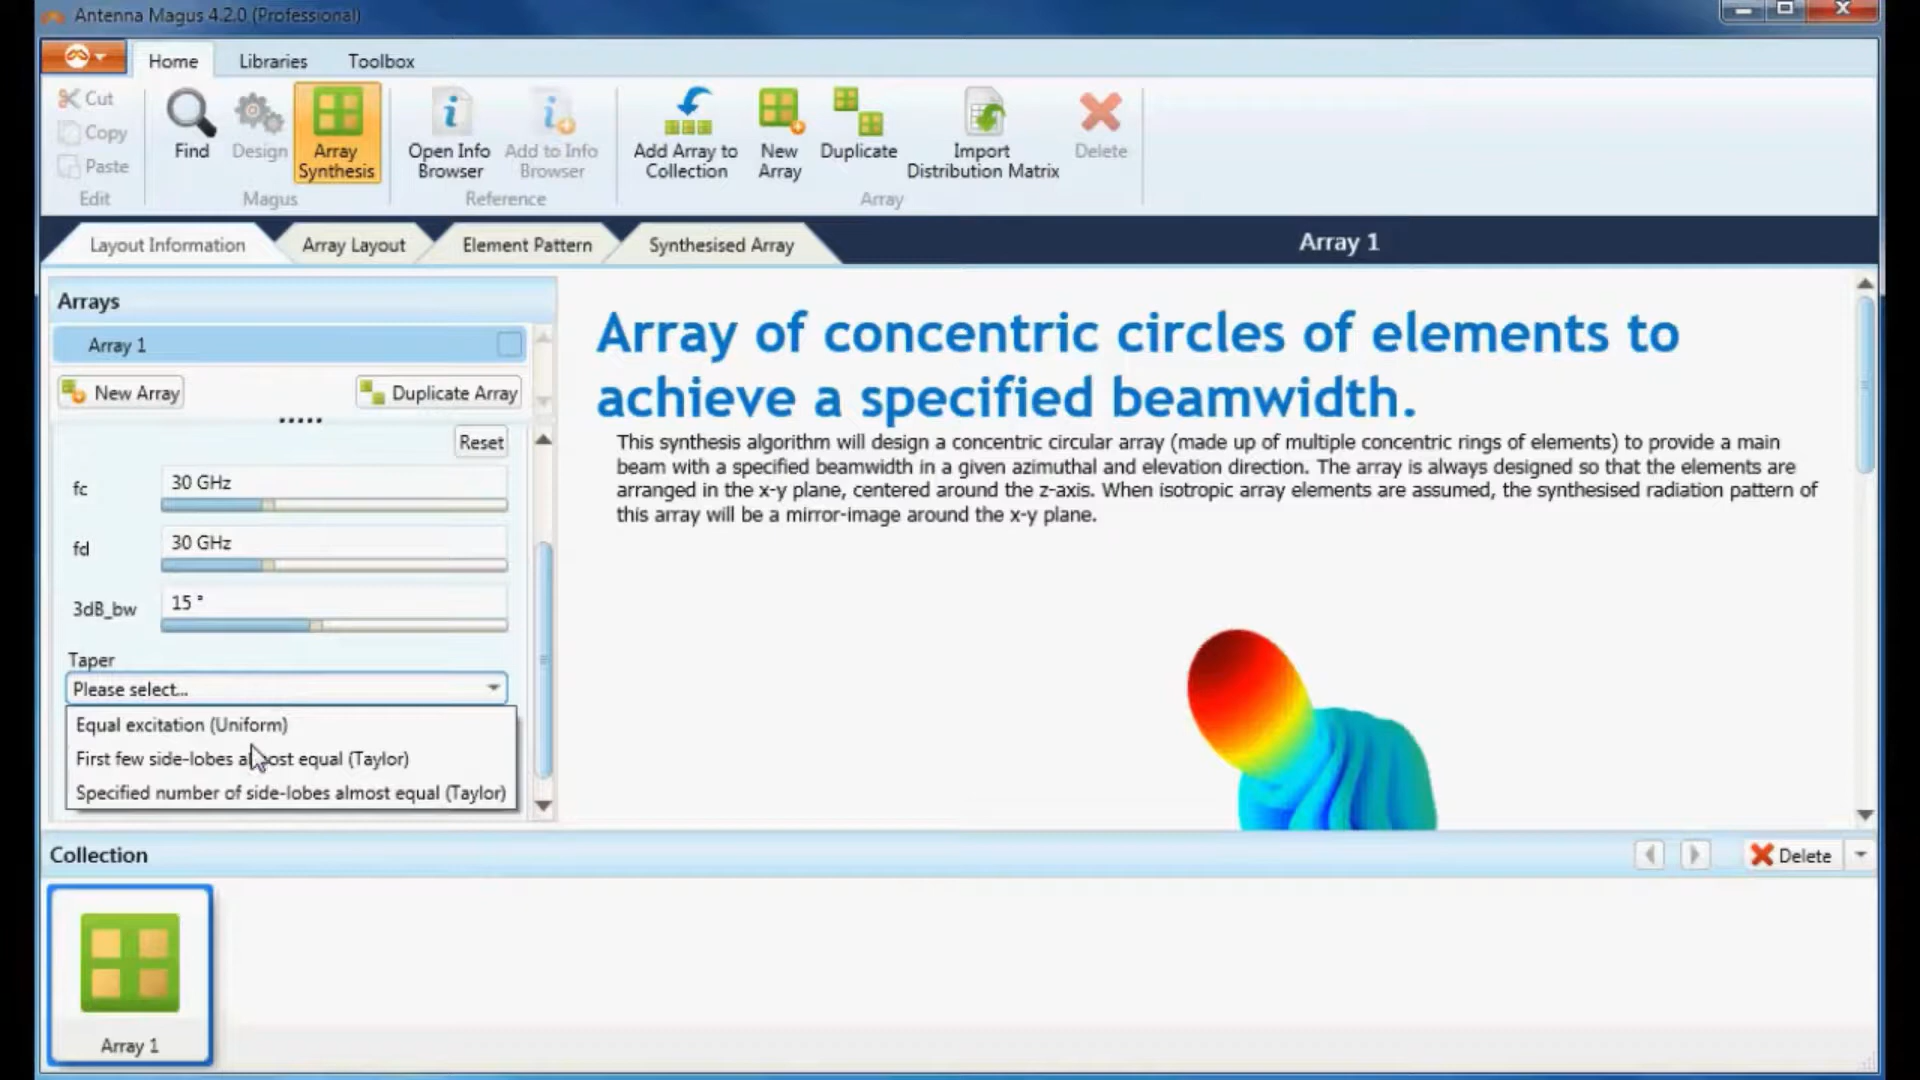 Antenna Magus 4.2.0 (Professional)
Home
Libraries
Toolbox
Cut
Copy
Paste
Edit
Find
Design
Array
Synthesis
Magus
Open Info
Browser
Add to Info
Browser
Reference
Add Array to
Collection
New
Array
Duplicate
Import
Distribution Matrix
Delete
Array
Layout Information
Array Layout
Element Pattern
Synthesised Array
Array 1
Arrays
Array 1
New Array
Duplicate Array
Reset
fc
30 GHz
fd
30 GHz
3dB_bw
15 °
Taper
Please select...
Equal excitation (Uniform)
First few side-lobes almost equal (Taylor)
Specified number of side-lobes almost equal (Taylor)
Array of concentric circles of elements to
achieve a specified beamwidth.
This synthesis algorithm will design a concentric circular array (made up of multiple concentric rings of elements) to provide a main
beam with a specified beamwidth in a given azimuthal and elevation direction. The array is always designed so that the elements are
arranged in the x-y plane, centered around the z-axis. When isotropic array elements are assumed, the synthesised radiation pattern of
this array will be a mirror-image around the x-y plane.
Collection
Delete
Array 1